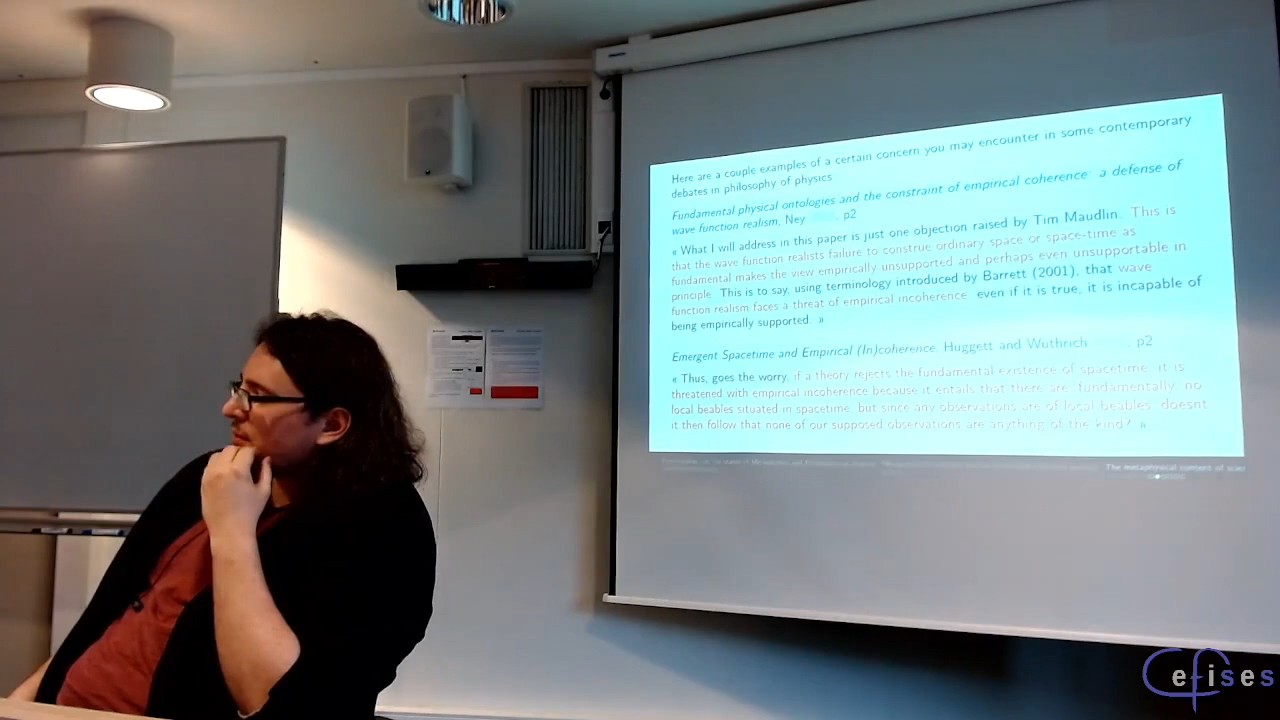 Here are a couple examples of a certain concern you may encounter in some contemporary
debates in philosophy of physics
Fundamental physical ontologies and the constraint of empirical coherence: a defense of
wave function realism, Ney , p2
« What I will address in this paper is just one objection raised by Tim Maudlin. This is
that the wave function realists failure to construe ordinary space or space-time as
fundamental makes the view empirically unsupported and perhaps even unsupportable in
principle. This is to say, using terminology introduced by Barrett (2001), that wave
function realism faces a threat of empirical incoherence even if it is true, it is incapable of
being empirically supported »
Emergent Spacetime and Empirical (In)coherence, Huggett and Wuthrich , p2
« Thus, goes the worry, if a theory rejects the fundamental existence of spacetime, it is
threatened with empirical incoherence because it entails that there are, fundamentally, no
local beables situated in spacetime; but since any observations are of local beables, doesnt
it then follow that none of our supposed observations are anything of the kind? »
The metaphysical content of
Cefises